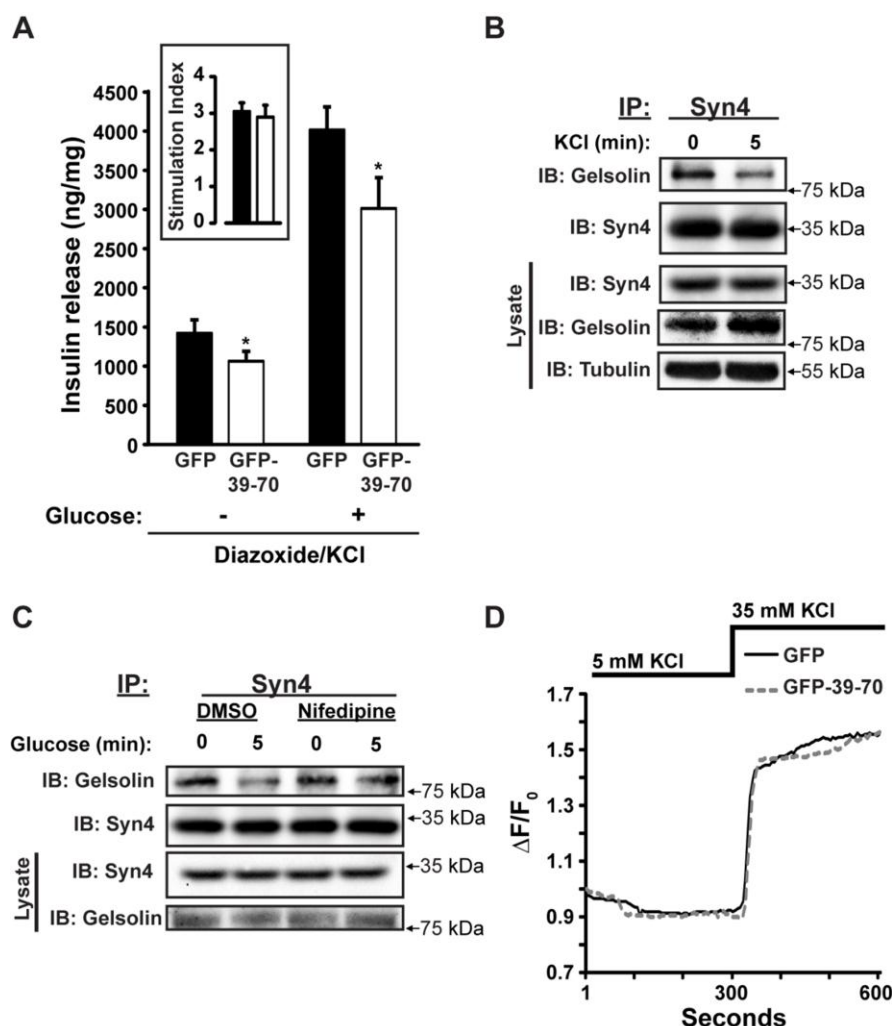 A
Stimulation Index
4
3
2
1
0
Insulin release (ng/mg)
4500
4000
3500
3000
2500
2000
1500
1000
500
0
*
*
GFP GFP-39-70 GFP GFP-39-70
Glucose: - +
Diazoxide/KCl
B
IP: Syn4
KCl (min): 0 5
IB: Gelsolin 75 kDa
IB: Syn4 35 kDa
Lysate
IB: Syn4 35 kDa
IB: Gelsolin 75 kDa
IB: Tubulin 55 kDa
C
IP: Syn4
DMSO Nifedipine
Glucose (min): 0 5 0 5
IB: Gelsolin 75 kDa
IB: Syn4 35 kDa
Lysate
IB: Syn4 35 kDa
IB: Gelsolin 75 kDa
D
35 mM KCl
5 mM KCl
GFP
GFP-39-70
ΔF/F0
1.7
1.5
1.3
1.1
0.9
0.7
1 300 600
Seconds